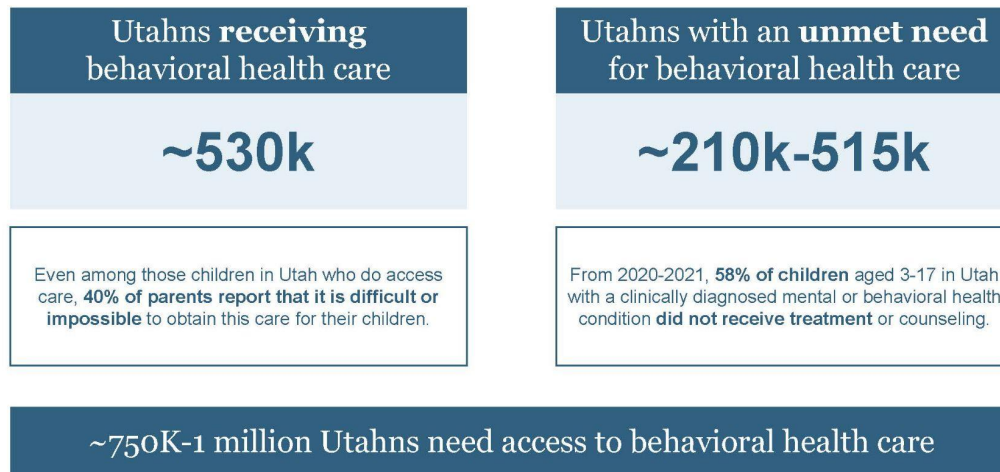 Utahns receiving
behavioral health care
~530k
Even among those children in Utah who do access
care, 40% of parents report that it is difficult or
impossible to obtain this care for their children.
Utahns with an unmet need
for behavioral health care
~210k-515k
From 2020-2021, 58% of children aged 3-17 in Utah
with a clinically diagnosed mental or behavioral health
condition did not receive treatment or counseling.
~750K-1 million Utahns need access to behavioral health care